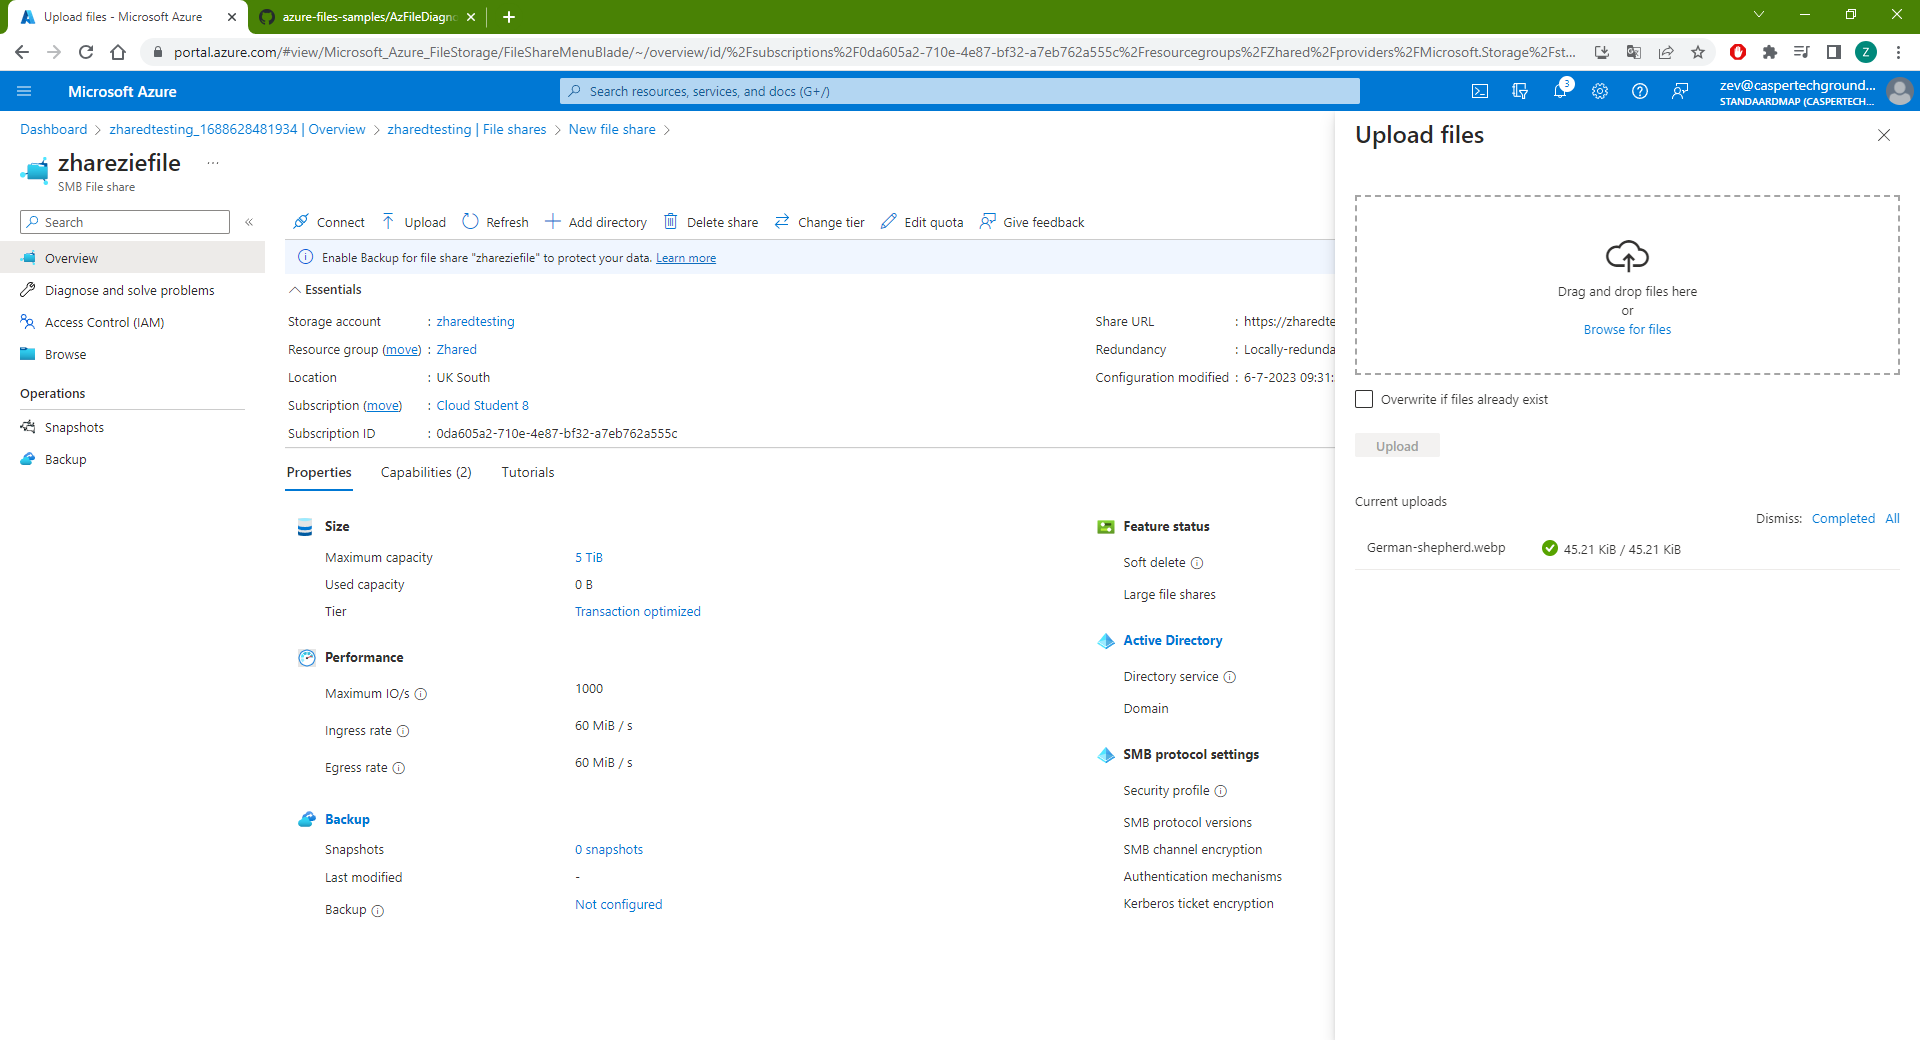 Upload files - Microsoft Azure
azure-files-samples/AzFileDiagno
portal.azure.com/#view/Microsoft_Azure_FileStorage/FileShareMenuBlade/~/overview/id/%2Fsubscriptions%2F0da605a2-710e-4e87-bf32-a7eb762a555c%2Fresourcegroups%2FZhared%2Fproviders%2FMicrosoft.Storage%2Fst...
Z
Microsoft Azure
Search resources, services, and docs (G+/)
3
zev@caspertechground...
STANDAARDMAP (CASPERTECH...
Dashboard > zharedtesting_1688628481934 | Overview > zharedtesting | File shares > New file share >
zhareziefile ...
SMB File share
Search
«
Overview
Diagnose and solve problems
Access Control (IAM)
Browse
Operations
Snapshots
Backup
Connect
Upload
Refresh
Add directory
Delete share
Change tier
Edit quota
Give feedback
Enable Backup for file share "zhareziefile" to protect your data. Learn more
Essentials
Storage account : zharedtesting
Resource group (move) : Zhared
Location : UK South
Subscription (move) : Cloud Student 8
Subscription ID : 0da605a2-710e-4e87-bf32-a7eb762a555c
Share URL : https://zharedte
Redundancy : Locally-redunda
Configuration modified : 6-7-2023 09:31:
Properties
Capabilities (2)
Tutorials
Size
Maximum capacity 5 TiB
Used capacity 0 B
Tier Transaction optimized
Performance
Maximum IO/s 1000
Ingress rate 60 MiB / s
Egress rate 60 MiB / s
Backup
Snapshots 0 snapshots
Last modified -
Backup Not configured
Feature status
Soft delete
Large file shares
Active Directory
Directory service
Domain
SMB protocol settings
Security profile
SMB protocol versions
SMB channel encryption
Authentication mechanisms
Kerberos ticket encryption
Upload files
Drag and drop files here
or
Browse for files
Overwrite if files already exist
Upload
Current uploads
Dismiss: Completed All
German-shepherd.webp 45.21 KiB / 45.21 KiB